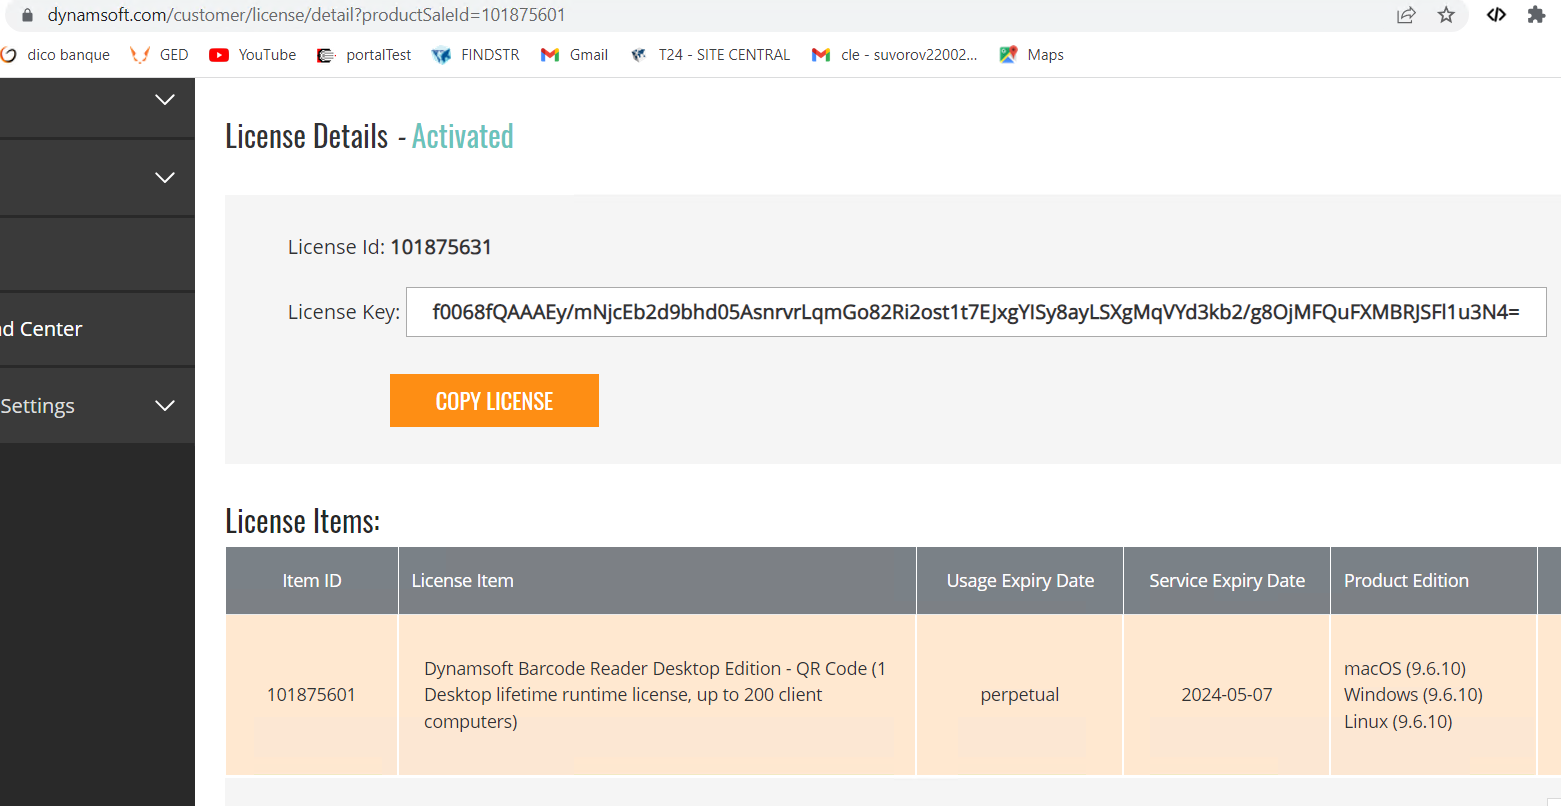 dynamsoft.com/customer/license/detail?productSaleId=101875601
dico banque GED YouTube portalTest FINDSTR Gmail T24 - SITE CENTRAL cle - suvorov22002... Maps
License Details - Activated
License Id: 101875631
License Key: f0068fQAAAEy/mNjcEb2d9bhd05AsnrvrLqmGo82Ri2ost1t7EJxgYISy8ayLSXgMqVYd3kb2/g8OjMFQuFXMBRJSFl1u3N4=
d Center
COPY LICENSE
Settings
License Items:
Item ID License Item Usage Expiry Date Service Expiry Date Product Edition
Dynamsoft Barcode Reader Desktop Edition - QR Code (1 macOS (9.6.10)
101875601 Desktop lifetime runtime license, up to 200 client perpetual 2024-05-07 Windows (9.6.10)
computers) Linux (9.6.10)